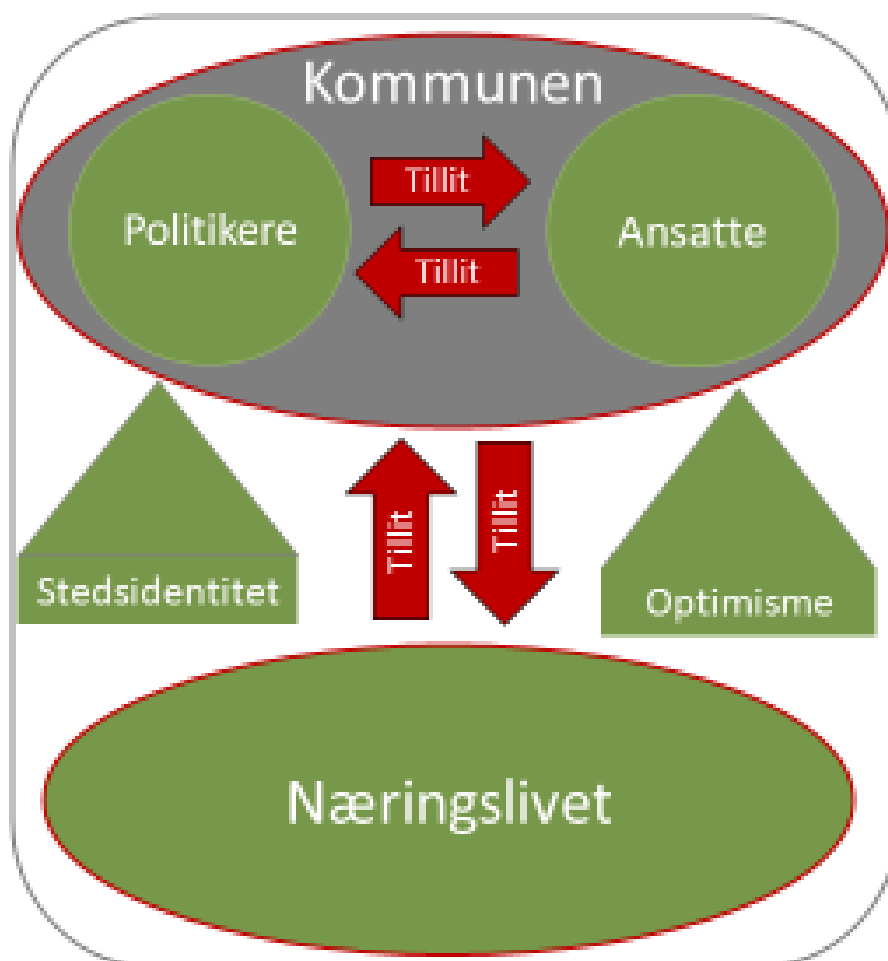 Kommunen
Politikere
Tillit
Tillit
Ansatte
Stedsidentitet
Tillit
Tillit
Optimisme
Næringslivet